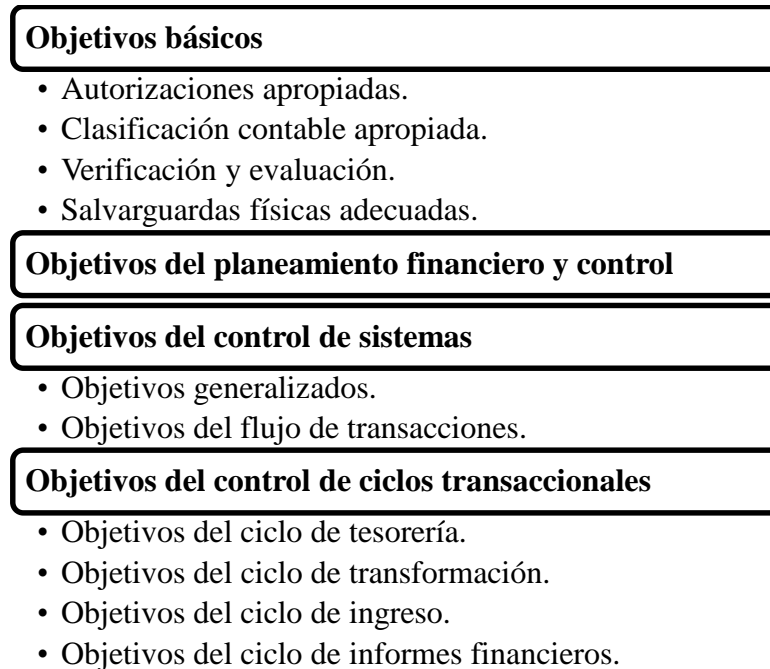 Objetivos básicos
• Autorizaciones apropiadas.
• Clasificación contable apropiada.
• Verificación y evaluación.
• Salvarguardas físicas adecuadas.
Objetivos del planeamiento financiero y control
Objetivos del control de sistemas
• Objetivos generalizados.
• Objetivos del flujo de transacciones.
Objetivos del control de ciclos transaccionales
• Objetivos del ciclo de tesorería.
• Objetivos del ciclo de transformación.
• Objetivos del ciclo de ingreso.
• Objetivos del ciclo de informes financieros.